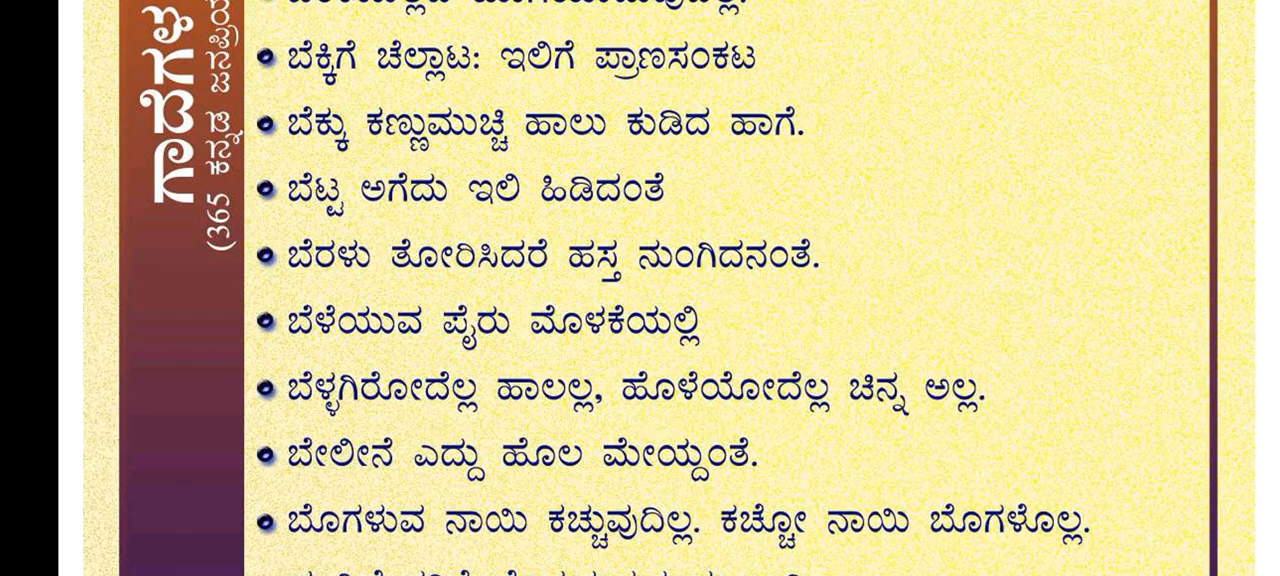 ಗಾದೆಗಳ
(365 ಕನ್ನಡ ಜನಪ್ರಿಯ
ಬೆಕ್ಕಿಗೆ ಚೆಲ್ಲಾಟ: ಇಲಿಗೆ ಪ್ರಾಣಸಂಕಟ
ಬೆಕ್ಕು ಕಣ್ಣುಮುಚ್ಚಿ ಹಾಲು ಕುಡಿದ ಹಾಗೆ.
ಬೆಟ್ಟ ಅಗೆದು ಇಲಿ ಹಿಡಿದಂತೆ
ಬೆರಳು ತೋರಿಸಿದರೆ ಹಸ್ತ ನುಂಗಿದನಂತೆ.
ಬೆಳೆಯುವ ಪೈರು ಮೊಳಕೆಯಲ್ಲಿ
ಬೆಳ್ಳಗಿರೋದೆಲ್ಲ ಹಾಲಲ್ಲ, ಹೊಳೆಯೋದೆಲ್ಲ ಚಿನ್ನ ಅಲ್ಲ.
ಬೇಲೀನೆ ಎದ್ದು ಹೊಲ ಮೇಯ್ದಂತೆ.
ಬೊಗಳುವ ನಾಯಿ ಕಚ್ಚುವುದಿಲ್ಲ. ಕಚ್ಚೋ ನಾಯಿ ಬೊಗಳೊಲ್ಲ.